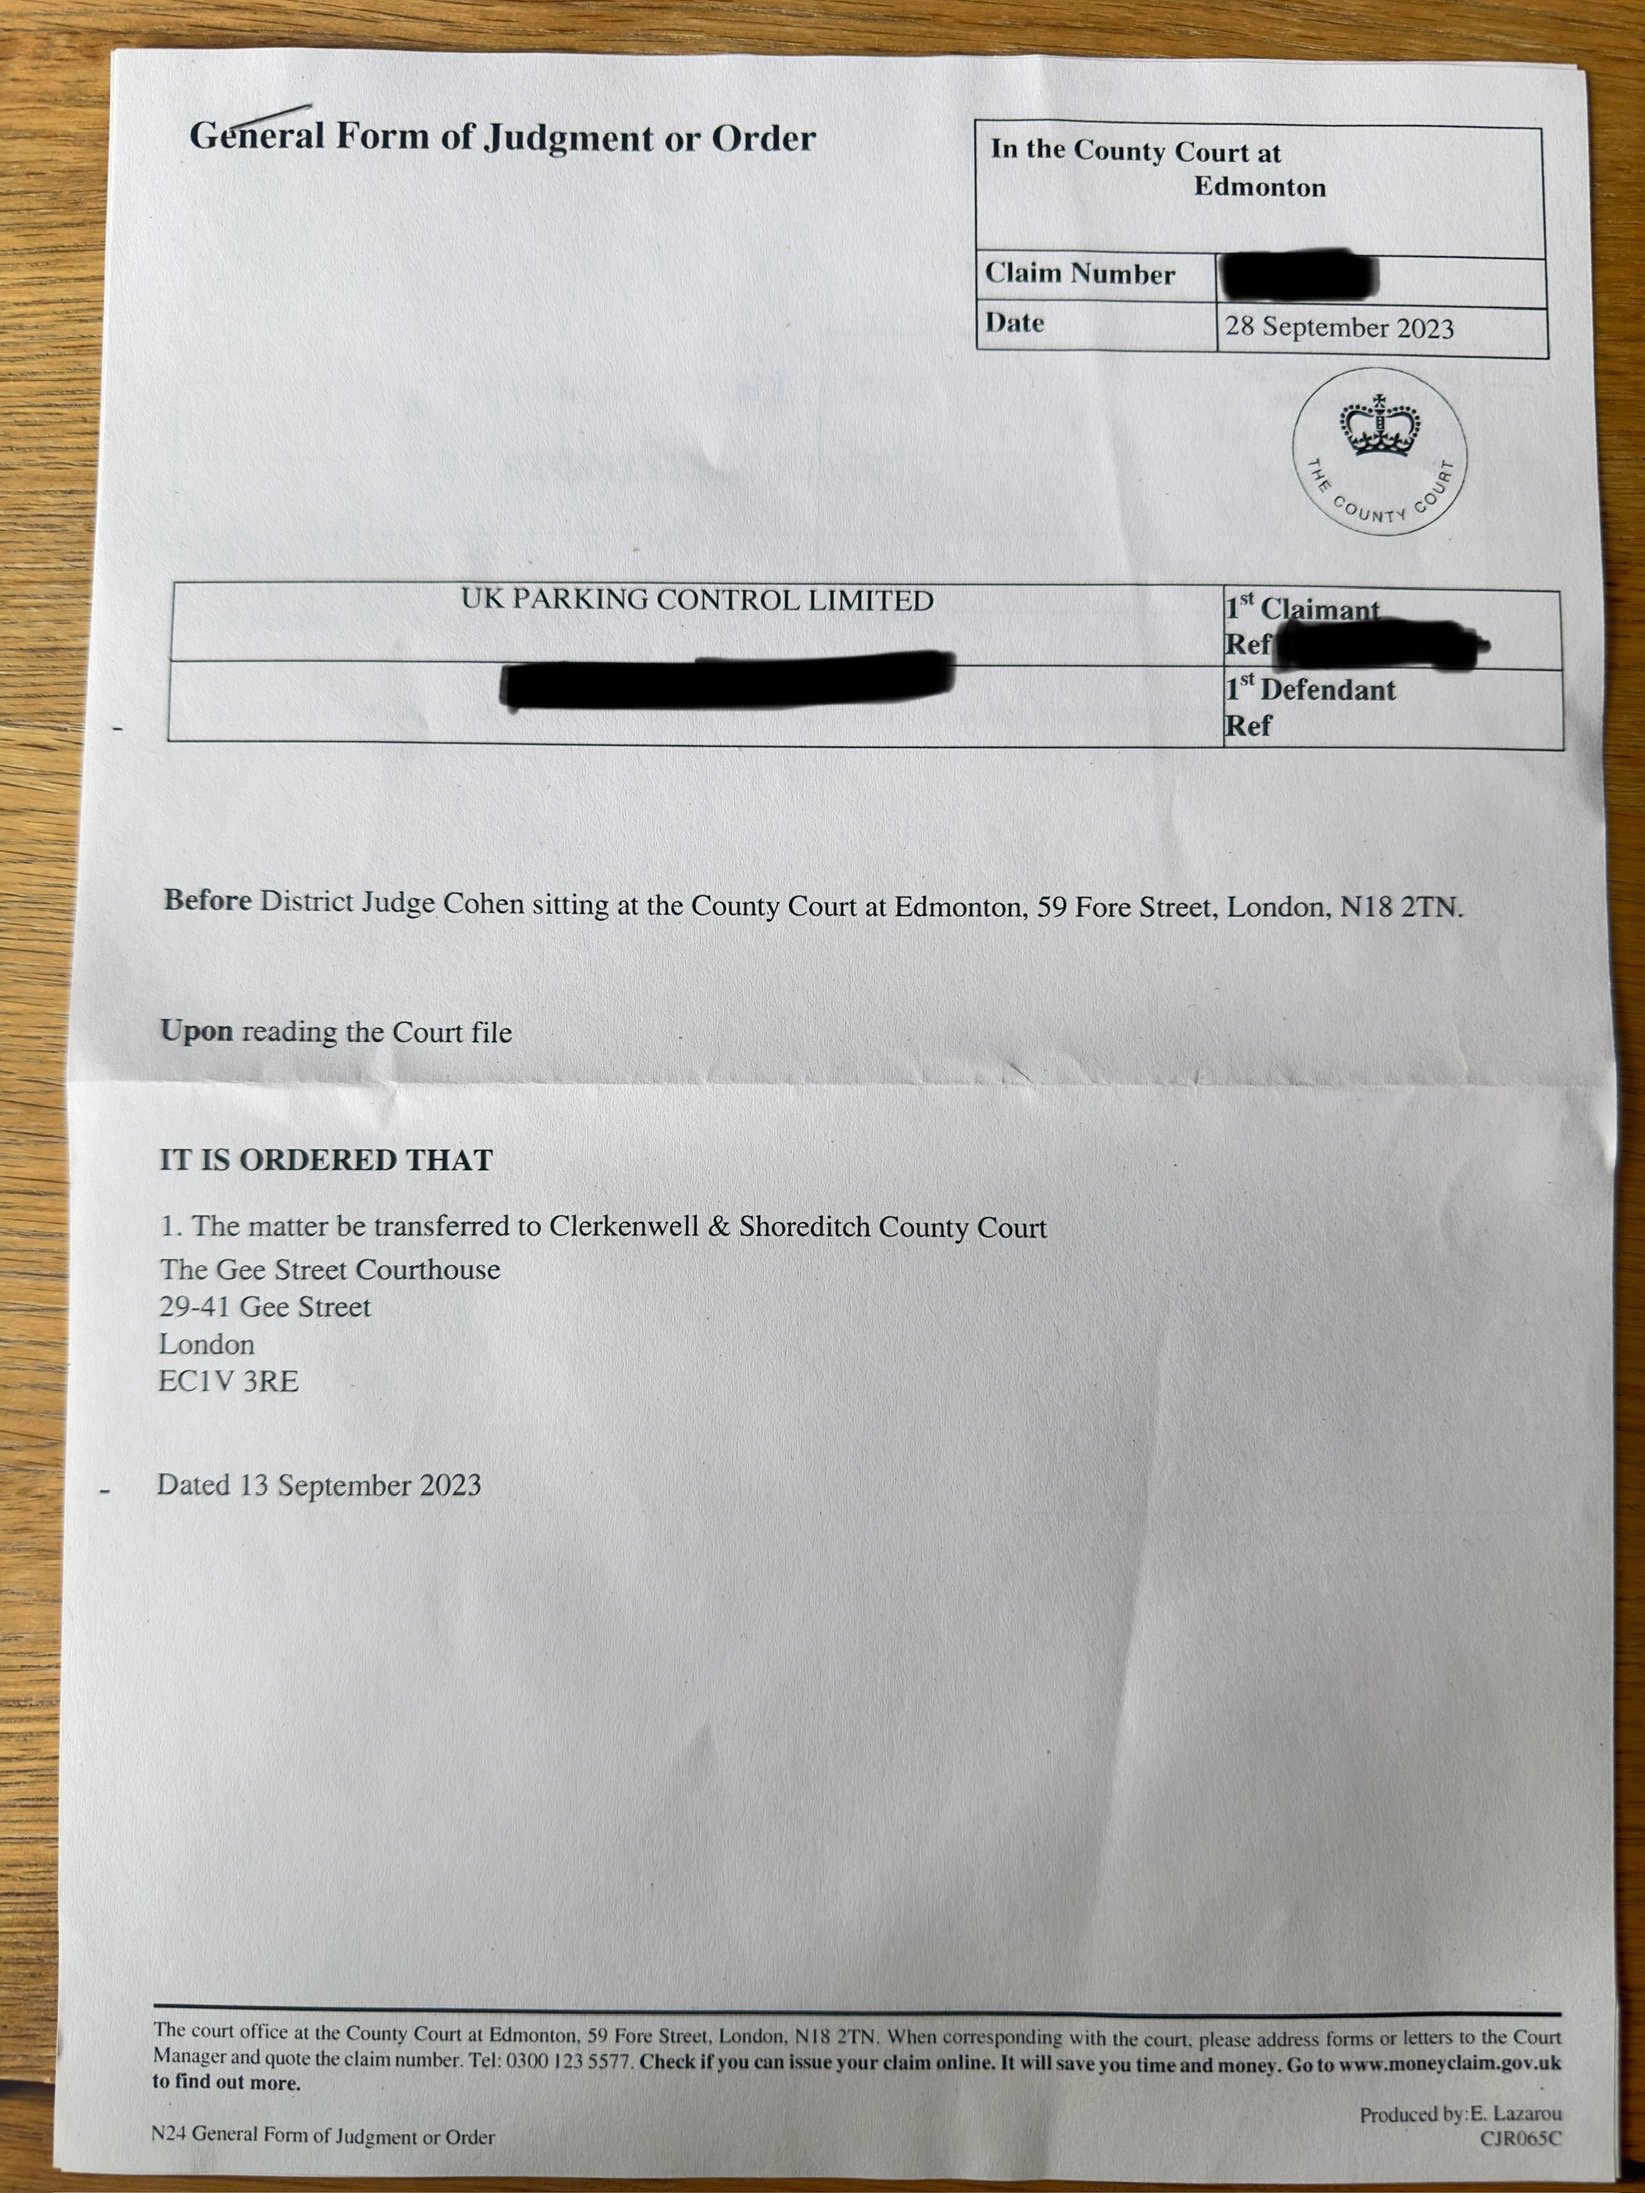 General Form of Judgment or Order
In the County Court at
Edmonton
Claim Number
Date 28 September 2023
THE COUNTY COURT
UK PARKING CONTROL LIMITED
1st Claimant
Ref
1st Defendant
Ref
Before District Judge Cohen sitting at the County Court at Edmonton, 59 Fore Street, London, N18 2TN.
Upon reading the Court file
IT IS ORDERED THAT
1. The matter be transferred to Clerkenwell & Shoreditch County Court
The Gee Street Courthouse
29-41 Gee Street
London
EC1V 3RE
Dated 13 September 2023
The court office at the County Court at Edmonton, 59 Fore Street, London, N18 2TN. When corresponding with the court, please address forms or letters to the Court
Manager and quote the claim number. Tel: 0300 123 5577. Check if you can issue your claim online. It will save you time and money. Go to www.moneyclaim.gov.uk
to find out more.
Produced by:E. Lazarou
N24 General Form of Judgment or Order
CJR065C